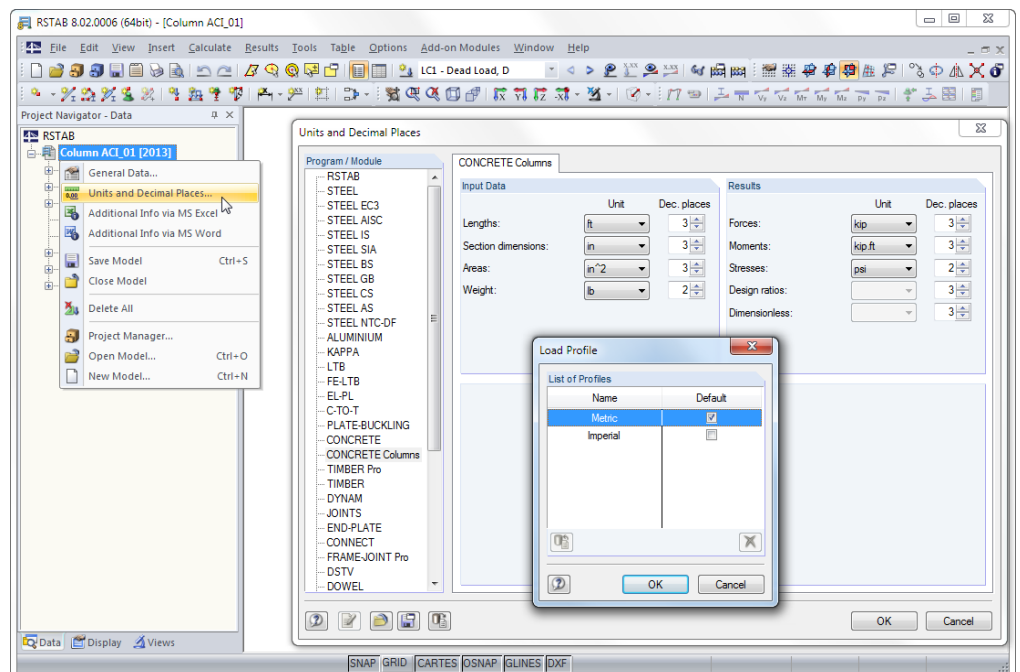 RSTAB 8.02.0006 (64bit) - [Column ACI_01]
File Edit View Insert Calculate Results Tools Table Options Add-on Modules Window Help
LC1 - Dead Load, D
Project Navigator - Data
RSTAB
Column ACI_01 [2013]
General Data...
Units and Decimal Places...
Additional Info via MS Excel
Additional Info via MS Word
Save Model Ctrl+S
Close Model
Delete All
Project Manager...
Open Model... Ctrl+O
New Model... Ctrl+N
Data Display Views
Units and Decimal Places
Program / Module
RSTAB
STEEL
STEEL EC3
STEEL AISC
STEEL IS
STEEL SIA
STEEL BS
STEEL GB
STEEL CS
STEEL AS
STEEL NTC-DF
ALUMINIUM
KAPPA
LTB
FE-LTB
EL-PL
C-TO-T
PLATE-BUCKLING
CONCRETE
CONCRETE Columns
TIMBER Pro
TIMBER
DYNAM
JOINTS
END-PLATE
CONNECT
FRAME-JOINT Pro
DSTV
DOWEL
CONCRETE Columns
Input Data
Unit Dec. places
Lengths: ft 3
Section dimensions: in 3
Areas: in^2 3
Weight: lb 2
Results
Unit Dec. places
Forces: kip 3
Moments: kip.ft 3
Stresses: psi 2
Design ratios: 3
Dimensionless: 3
Load Profile
List of Profiles
Name Default
Metric
Imperial
OK Cancel
OK Cancel
SNAP GRID CARTES OSNAP GLINES DXF